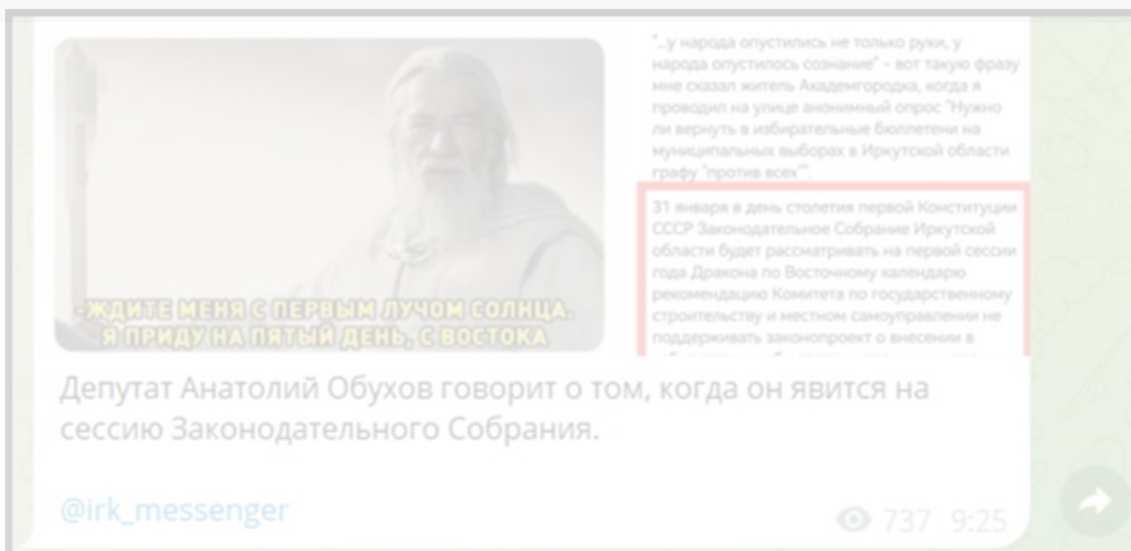 -ЖДИТЕ МЕНЯ С ПЕРВЫМ ЛУЧОМ СОЛНЦА.
Я ПРИДУ НА ПЯТЫЙ ДЕНЬ, С ВОСТОКА
"...у народа опустились не только руки, у
народа опустилось сознание" - вот такую фразу
мне сказал житель Академгородка, когда я
проводил на улице анонимный опрос "Нужно
ли вернуть в избирательные бюллетени на
муниципальных выборах в Иркутской области
графу "против всех"".
31 января в день столетия первой Конституции
СССР Законодательное Собрание Иркутской
области будет рассматривать на первой сессии
года Дракона по Восточному календарю
рекомендацию Комитета по государственному
строительству и местном самоуправлении не
поддерживать законопроект о внесении в
Депутат Анатолий Обухов говорит о том, когда он явится на
сессию Законодательного Собрания.
@irk_messenger
737 9:25